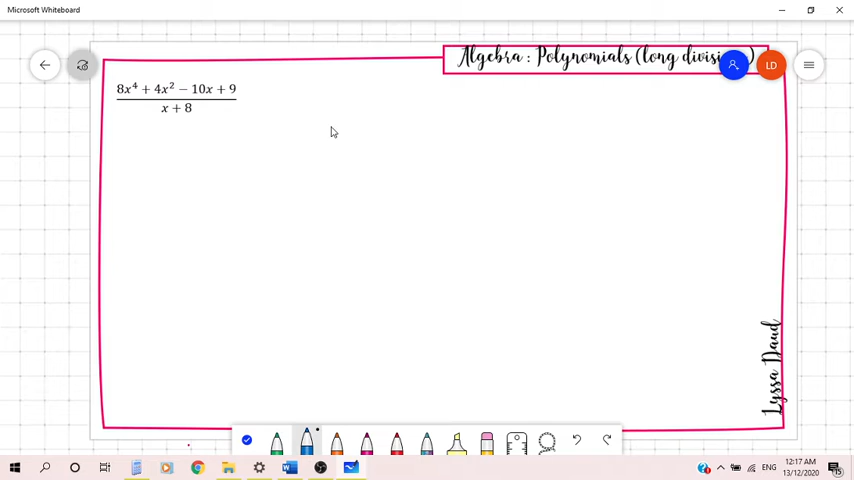 Microsoft Whiteboard
Algebra : Polynomials (long
LD
8x⁴ + 4x² − 10x + 9
x + 8
Lyssa Daud
ENG
12:17 AM
13/12/2020
15